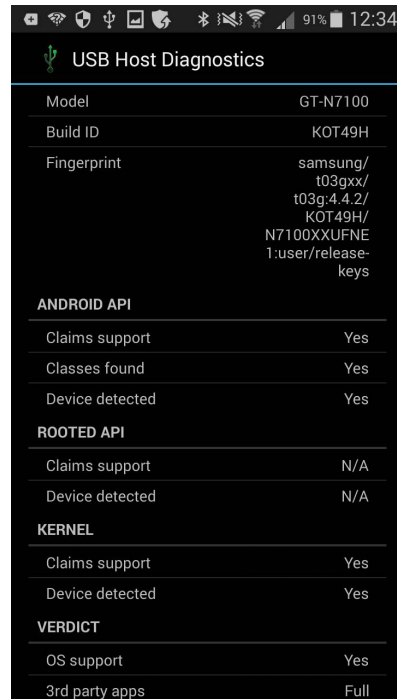 91% 12:34
USB Host Diagnostics
Model GT-N7100
Build ID KOT49H
Fingerprint samsung/
t03gxx/
t03g:4.4.2/
KOT49H/
N7100XXUFNE
1:user/release-
keys
ANDROID API
Claims support Yes
Classes found Yes
Device detected Yes
ROOTED API
Claims support N/A
Device detected N/A
KERNEL
Claims support Yes
Device detected Yes
VERDICT
OS support Yes
3rd party apps Full